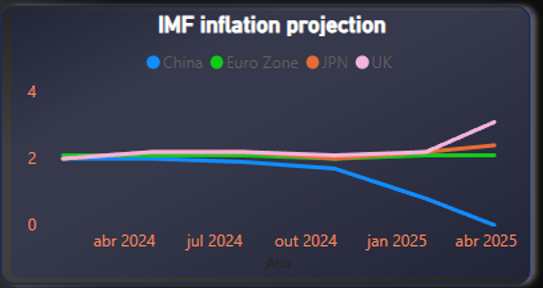 IMF inflation projection
China Euro Zone JPN UK
4
2
0
abr 2024 jul 2024 out 2024 jan 2025 abr 2025
Ano